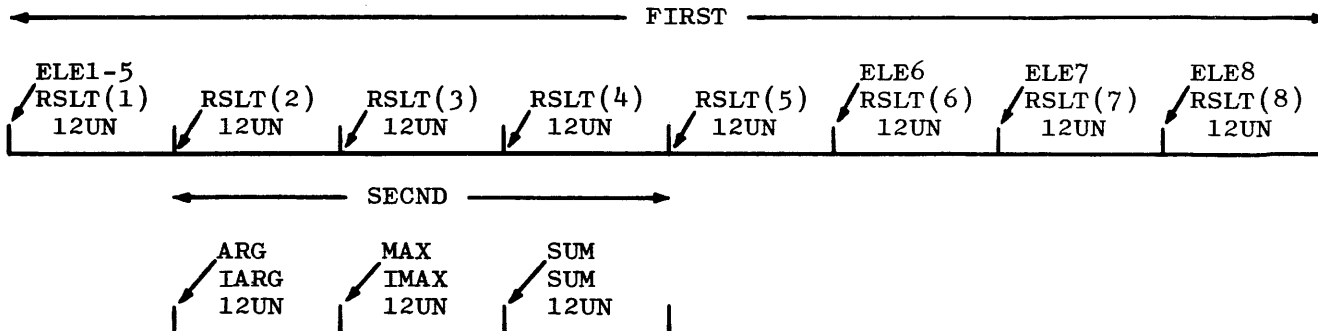 FIRST
ELE1-5 ELE6 ELE7 ELE8
RSLT(1) RSLT(2) RSLT(3) RSLT(4) RSLT(5) RSLT(6) RSLT(7) RSLT(8)
12UN 12UN 12UN 12UN 12UN 12UN 12UN 12UN
SECND
ARG MAX SUM
IARG IMAX SUM
12UN 12UN 12UN